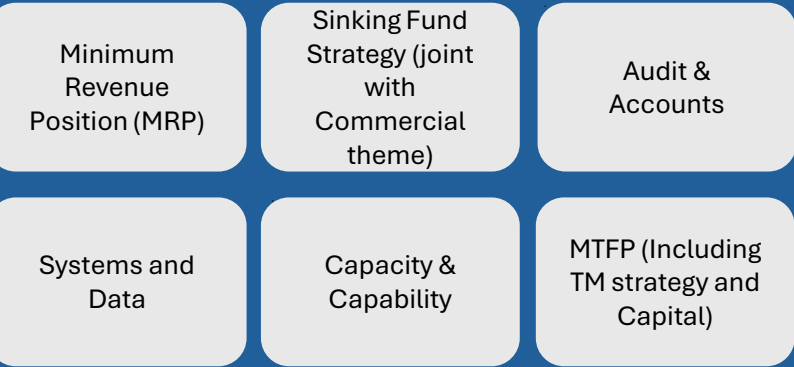 Minimum
Revenue
Position (MRP)
Sinking Fund
Strategy (joint
with
Commercial
theme)
Audit &
Accounts
Systems and
Data
Capacity &
Capability
MTFP (Including
TM strategy and
Capital)